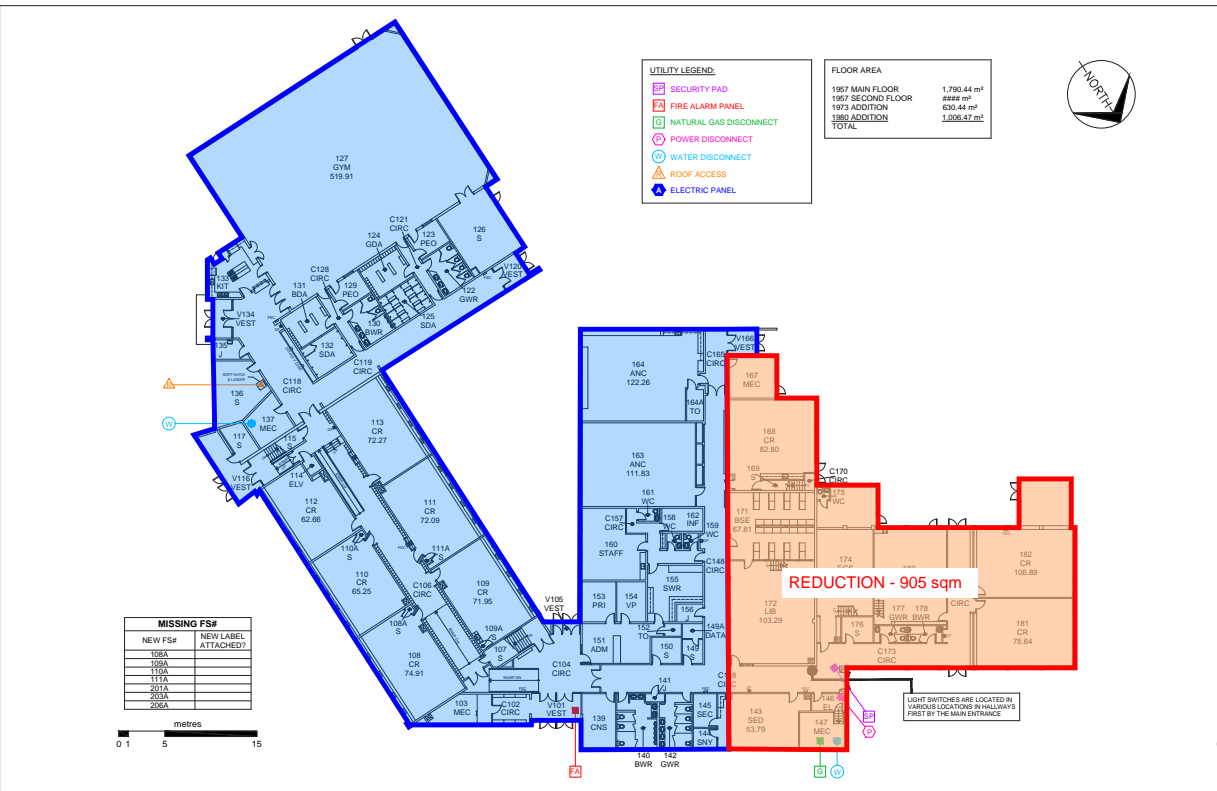 UTILITY LEGEND:
SP SECURITY PAD
FA FIRE ALARM PANEL
G NATURAL GAS DISCONNECT
P POWER DISCONNECT
W WATER DISCONNECT
R ROOF ACCESS
A ELECTRIC PANEL
FLOOR AREA
1957 MAIN FLOOR 1,790.44 m²
1957 SECOND FLOOR #### m²
1973 ADDITION 630.44 m²
1980 ADDITION 1,006.47 m²
TOTAL
NORTH
127
GYM
519.91
126
S
C121
CIRC
123
PEO
124
GDA
V120
VEST
122
GWR
125
SDA
C128
CIRC
129
PEO
131
BDA
130
BWR
132
SDA
133
KIT
V134
VEST
135
J
C119
CIRC
ROFF HATCH
& LADDER
136
S
C118
CIRC
R
W
137
MEC
117
S
115
S
V116
VEST
114
ELV
113
CR
72.27
112
CR
62.66
111
CR
72.09
110A
S
111A
S
110
CR
65.25
C106
CIRC
109
CR
71.95
108A
S
109A
S
108
CR
74.91
107
S
V105
VEST
C104
CIRC
103
MEC
C102
CIRC
V101
VEST
FA
164
ANC
122.26
C165
CIRC
V166
VEST
164A
TO
163
ANC
111.83
161
WC
C157
CIRC
158
WC
162
INF
159
WC
160
STAFF
C148
CIRC
155
SWR
153
PRI
154
VP
156
152
TO
149A
DATA
151
ADM
150
S
149
S
141
J
139
CNS
140
BWR
142
GWR
145
SEC
144
SNY
167
MEC
168
CR
82.80
169
S
C170
CIRC
171
BSE
67.81
175
WC
174
REDUCTION - 905 sqm
172
LIB
103.29
176
S
177
GWR
178
BWR
CIRC
182
CR
106.89
181
CR
78.64
C173
CIRC
CIRC
143
SED
53.79
146
EL
147
MEC
SP
P
G
W
LIGHT SWITCHES ARE LOCATED IN
VARIOUS LOCATIONS IN HALLWAYS
FIRST BY THE MAIN ENTRANCE
MISSING FS#
NEW FS# NEW LABEL
ATTACHED?
108A
109A
110A
111A
201A
203A
206A
metres
0 1 5 15